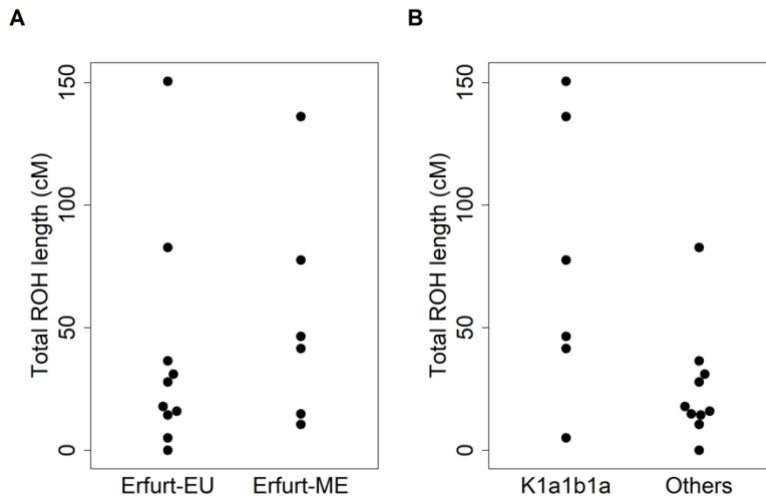 A
Total ROH length (cM)
150
100
50
0
Erfurt-EU Erfurt-ME
B
Total ROH length (cM)
150
100
50
0
K1a1b1a Others